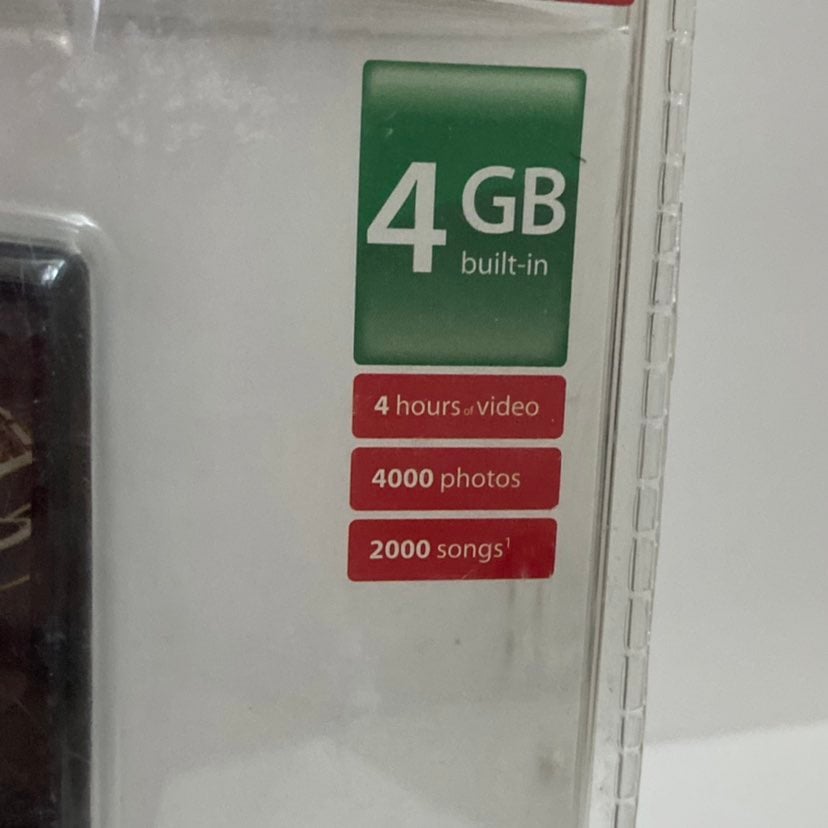 4 GB
built-in
4 hours of video
4000 photos
2000 songs¹